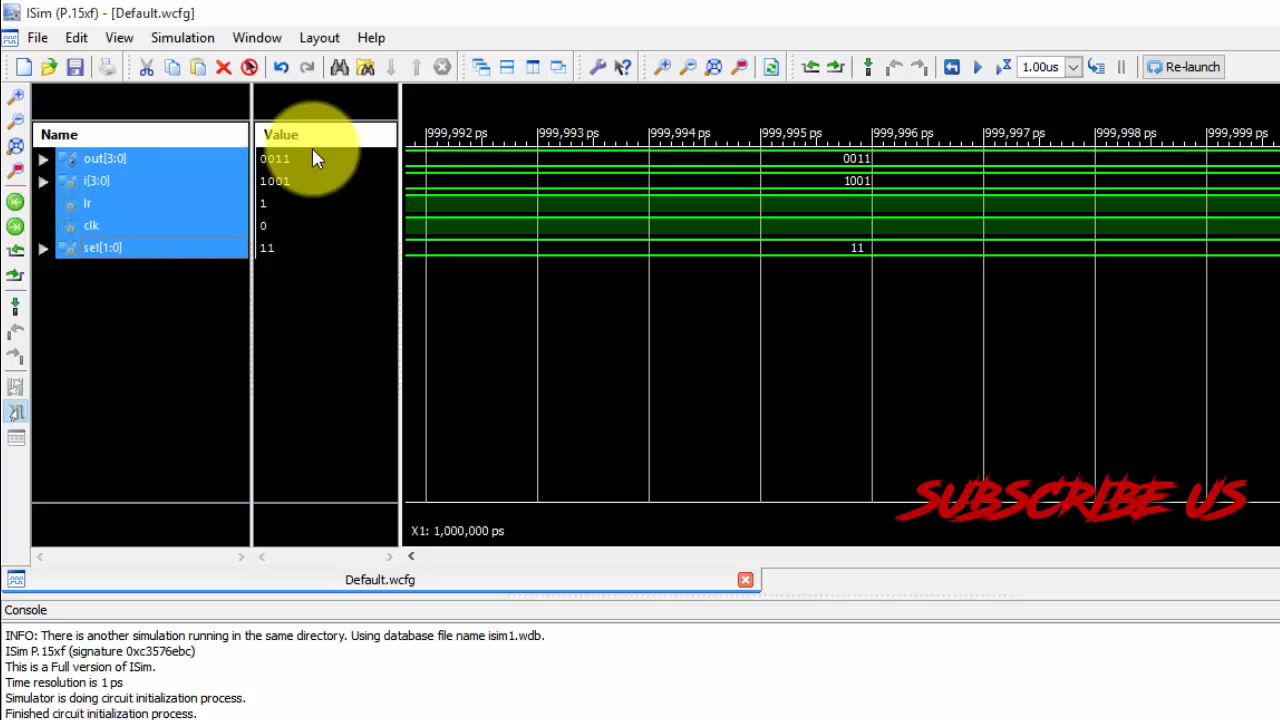 ISim (P.15xf) - [Default.wcfg]
File Edit View Simulation Window Layout Help
1.00us Re-launch
Name Value
999,992 ps 999,993 ps 999,994 ps 999,995 ps 999,996 ps 999,997 ps 999,998 ps 999,999 ps
out[3:0] 0011 0011
i[3:0] 1001 1001
lr 1
clk 0
sel[1:0] 11 11
SUBSCRIBE US
X1: 1,000,000 ps
Default.wcfg
Console
INFO: There is another simulation running in the same directory. Using database file name isim1.wdb.
ISim P.15xf (signature 0xc3576ebc)
This is a Full version of ISim.
Time resolution is 1 ps
Simulator is doing circuit initialization process.
Finished circuit initialization process.